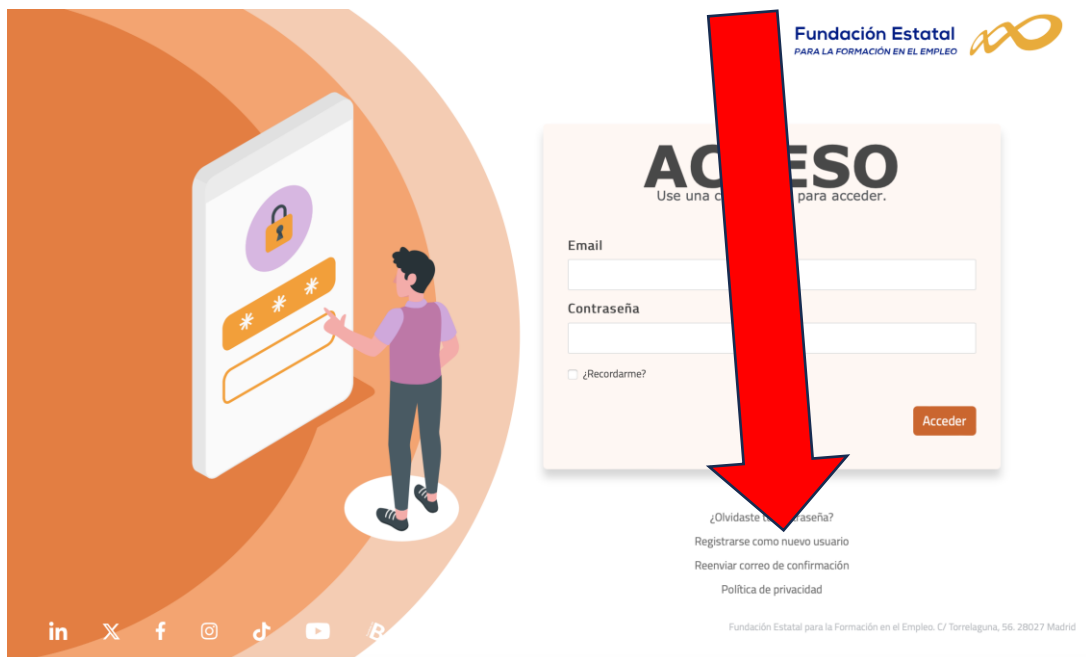 Fundación Estatal
PARA LA FORMACIÓN EN EL EMPLEO
ESO
Use una para acceder.
Email
Contraseña
¿Recordarme?
Acceder
¿Olvidaste
Registrarse como nuevo usuario
Reenviar correo de confirmación
Política de privacidad
Fundación Estatal para la Formación en el Empleo. C/ Torrelaguna, 56. 28027 Madrid